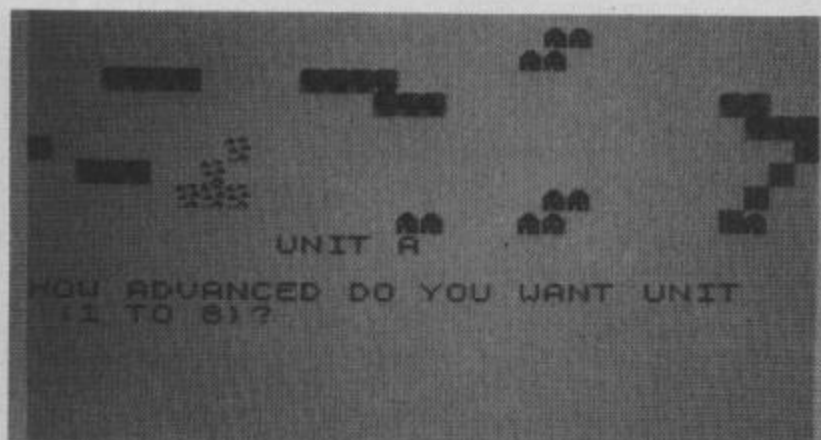 UNIT A
HOW ADVANCED DO YOU WANT UNIT
(1 TO 8)?